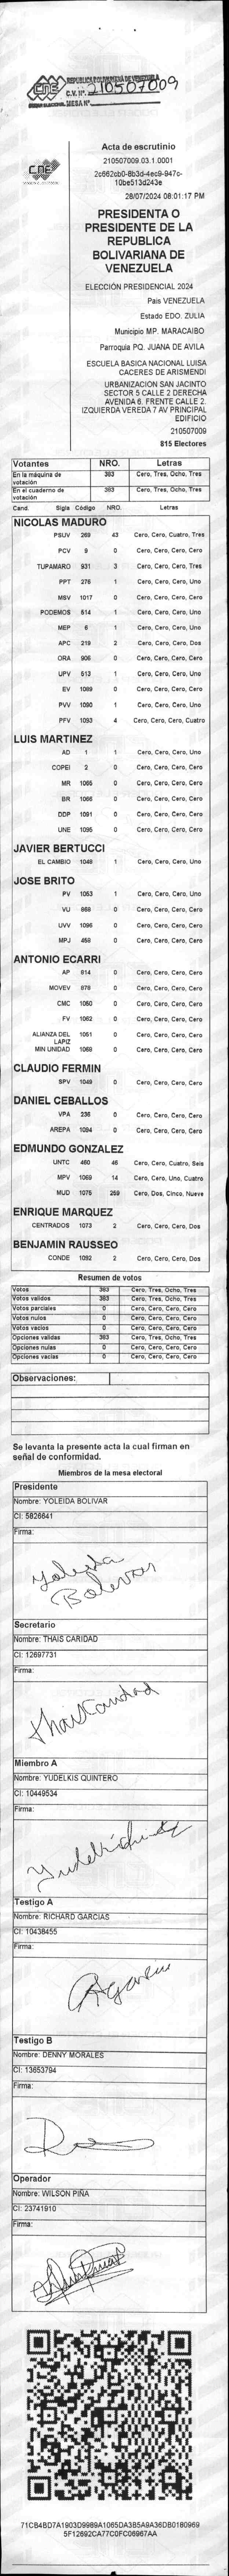 CNE REPUBLICA BOLIVARIANA DE VENEZUELA
C.V. Nº. 210507009
MESA Nº.
CNE
Acta de escrutinio
210507009.03.1.0001
2c662cb0-8b3d-4ec9-947c-
10be513d243e
28/07/2024 08:01:17 PM
PRESIDENTA O
PRESIDENTE DE LA
REPUBLICA
BOLIVARIANA DE
VENEZUELA
ELECCIÓN PRESIDENCIAL 2024
Pais VENEZUELA
Estado EDO. ZULIA
Municipio MP. MARACAIBO
Parroquia PQ. JUANA DE AVILA
ESCUELA BASICA NACIONAL LUISA
CACERES DE ARISMENDI
URBANIZACION SAN JACINTO
SECTOR 5 CALLE 2 DERECHA
AVENIDA 6. FRENTE CALLE 2.
IZQUIERDA VEREDA 7 AV PRINCIPAL
EDIFICIO
210507009
815 Electores
Votantes NRO. Letras
En la máquina de votación 383 Cero, Tres, Ocho, Tres
En el cuaderno de votación 383 Cero, Tres, Ocho, Tres
Cand. Sigla Código NRO. Letras
NICOLAS MADURO
PSUV 269 43 Cero, Cero, Cuatro, Tres
PCV 9 0 Cero, Cero, Cero, Cero
TUPAMARO 931 3 Cero, Cero, Cero, Tres
PPT 276 1 Cero, Cero, Cero, Uno
MSV 1017 0 Cero, Cero, Cero, Cero
PODEMOS 514 1 Cero, Cero, Cero, Uno
MEP 6 1 Cero, Cero, Cero, Uno
APC 219 2 Cero, Cero, Cero, Dos
ORA 906 0 Cero, Cero, Cero, Cero
UPV 513 1 Cero, Cero, Cero, Uno
EV 1089 0 Cero, Cero, Cero, Cero
PVV 1090 1 Cero, Cero, Cero, Uno
PFV 1093 4 Cero, Cero, Cero, Cuatro
LUIS MARTINEZ
AD 1 1 Cero, Cero, Cero, Uno
COPEI 2 0 Cero, Cero, Cero, Cero
MR 1065 0 Cero, Cero, Cero, Cero
BR 1066 0 Cero, Cero, Cero, Cero
DDP 1091 0 Cero, Cero, Cero, Cero
UNE 1095 0 Cero, Cero, Cero, Cero
JAVIER BERTUCCI
EL CAMBIO 1048 1 Cero, Cero, Cero, Uno
JOSE BRITO
PV 1053 1 Cero, Cero, Cero, Uno
VU 869 0 Cero, Cero, Cero, Cero
UVV 1096 0 Cero, Cero, Cero, Cero
MPJ 458 0 Cero, Cero, Cero, Cero
ANTONIO ECARRI
AP 914 0 Cero, Cero, Cero, Cero
MOVEV 878 0 Cero, Cero, Cero, Cero
CMC 1050 0 Cero, Cero, Cero, Cero
FV 1062 0 Cero, Cero, Cero, Cero
ALIANZA DEL LAPIZ 1051 0 Cero, Cero, Cero, Cero
MIN UNIDAD 1068 0 Cero, Cero, Cero, Cero
CLAUDIO FERMIN
SPV 1049 0 Cero, Cero, Cero, Cero
DANIEL CEBALLOS
VPA 236 0 Cero, Cero, Cero, Cero
AREPA 1094 0 Cero, Cero, Cero, Cero
EDMUNDO GONZALEZ
UNTC 480 46 Cero, Cero, Cuatro, Seis
MPV 1069 14 Cero, Cero, Uno, Cuatro
MUD 1075 259 Cero, Dos, Cinco, Nueve
ENRIQUE MARQUEZ
CENTRADOS 1073 2 Cero, Cero, Cero, Dos
BENJAMIN RAUSSEO
CONDE 1092 2 Cero, Cero, Cero, Dos
Resumen de votos
Votos 383 Cero, Tres, Ocho, Tres
Votos validos 383 Cero, Tres, Ocho, Tres
Votos parciales 0 Cero, Cero, Cero, Cero
Votos nulos 0 Cero, Cero, Cero, Cero
Votos vacios 0 Cero, Cero, Cero, Cero
Opciones validas 383 Cero, Tres, Ocho, Tres
Opciones nulas 0 Cero, Cero, Cero, Cero
Opciones vacias 0 Cero, Cero, Cero, Cero
Observaciones:
Se levanta la presente acta la cual firman en
señal de conformidad.
Miembros de la mesa electoral
Presidente
Nombre: YOLEIDA BOLIVAR
CI: 5826641
Firma:
Yoleida
Bolivar
Secretario
Nombre: THAIS CARIDAD
CI: 12697731
Firma:
Thais Caridad
Miembro A
Nombre: YUDELKIS QUINTERO
CI: 10449534
Firma:
Testigo A
Nombre: RICHARD GARCIAS
CI: 10438455
Firma:
Testigo B
Nombre: DENNY MORALES
CI: 13653794
Firma:
Operador
Nombre: WILSON PIÑA
CI: 23741910
Firma:
71CB4BD7A1903D9989A1065DA3B5A9A36DB0180969
5F12692CA77C0FC06967AA